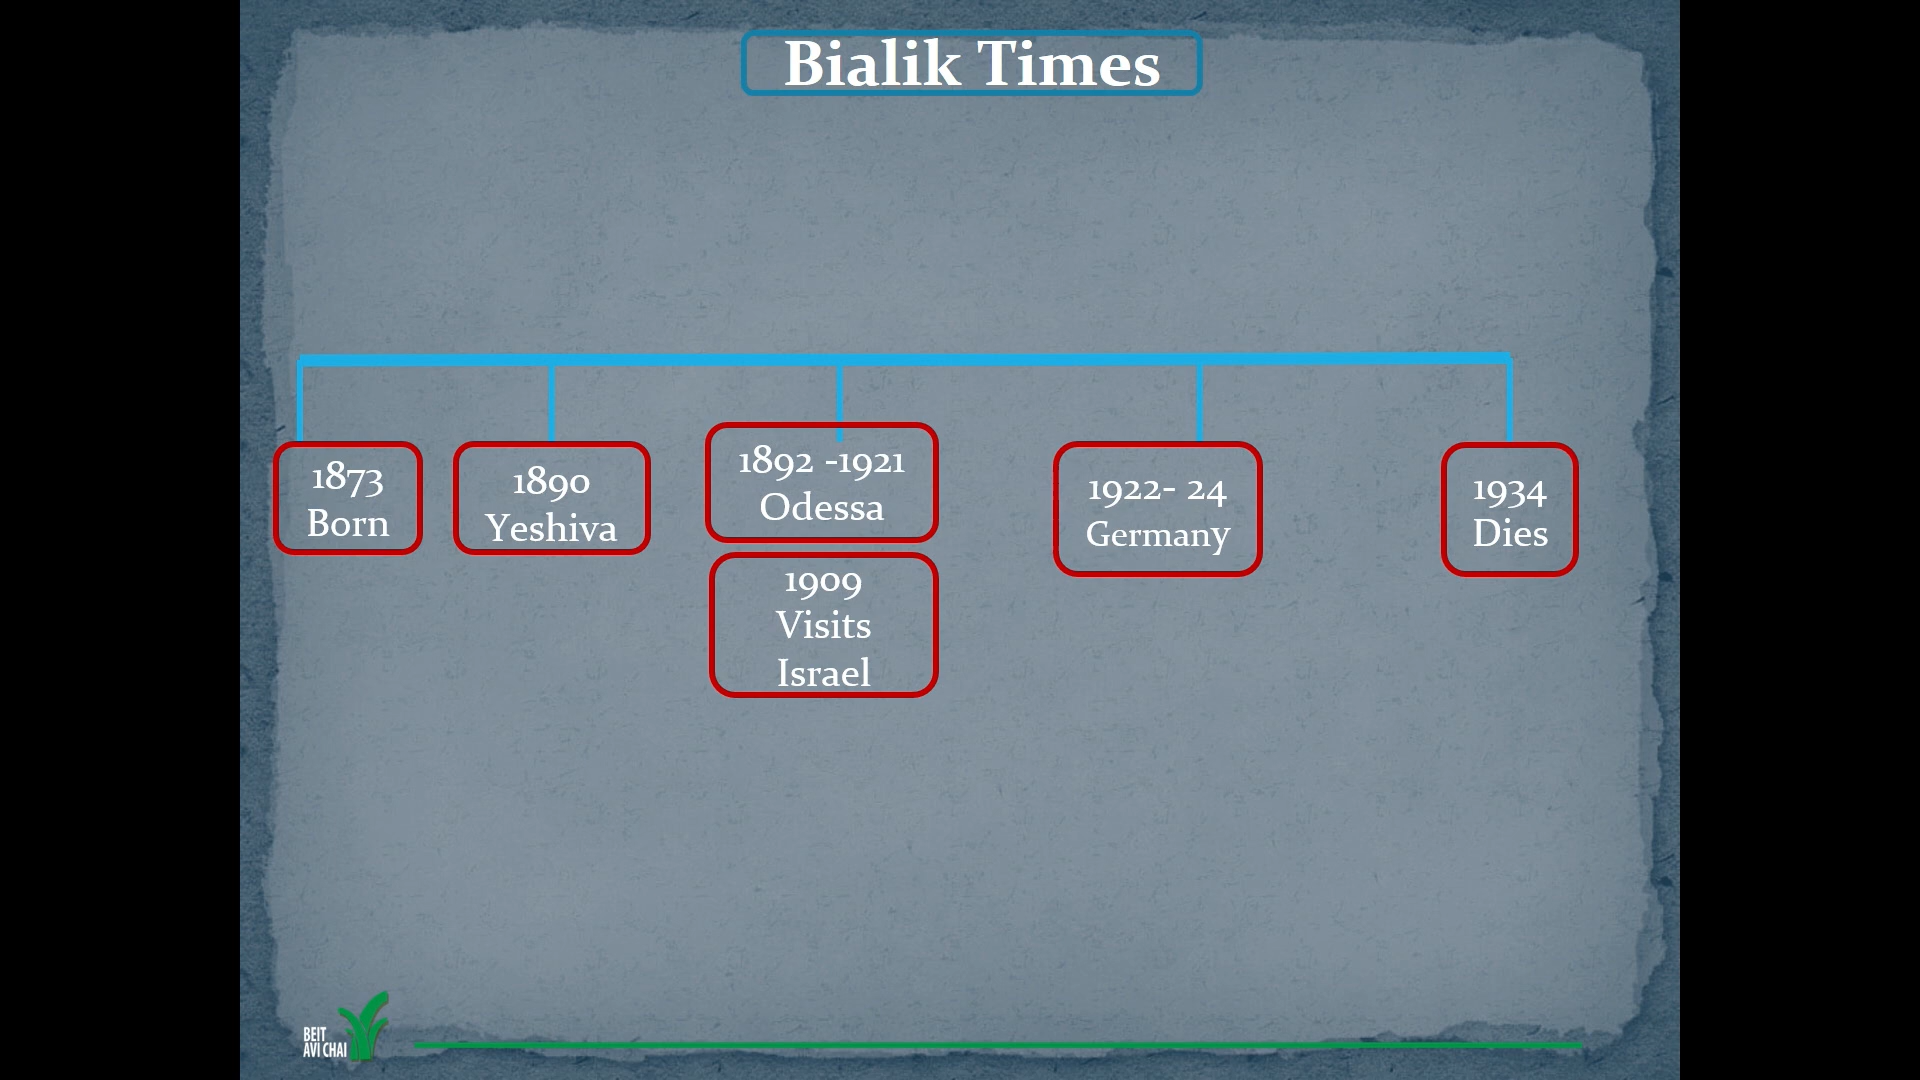 Bialik Times
1873
Born
1890
Yeshiva
1892 -1921
Odessa
1909
Visits
Israel
1922- 24
Germany
1934
Dies
BEIT
AVI CHAI